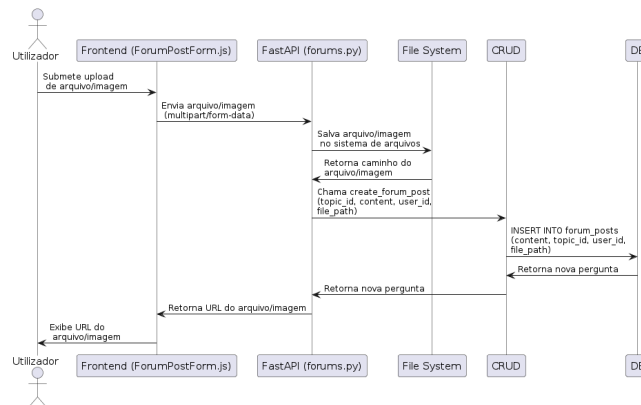 Utilizador
Frontend (ForumPostForm.js)
FastAPI (forums.py)
File System
CRUD
Submete upload
de arquivo/imagem
Envia arquivo/imagem
(multipart/form-data)
Salva arquivo/imagem
no sistema de arquivos
Retorna caminho do
arquivo/imagem
Chama create_forum_post
(topic_id, content, user_id,
file_path)
INSERT INTO forum_posts
(content, topic_id, user_id,
file_path)
Retorna nova pergunta
Retorna nova pergunta
Retorna URL do arquivo/imagem
Exibe URL do
arquivo/imagem
Utilizador
Frontend (ForumPostForm.js)
FastAPI (forums.py)
File System
CRUD